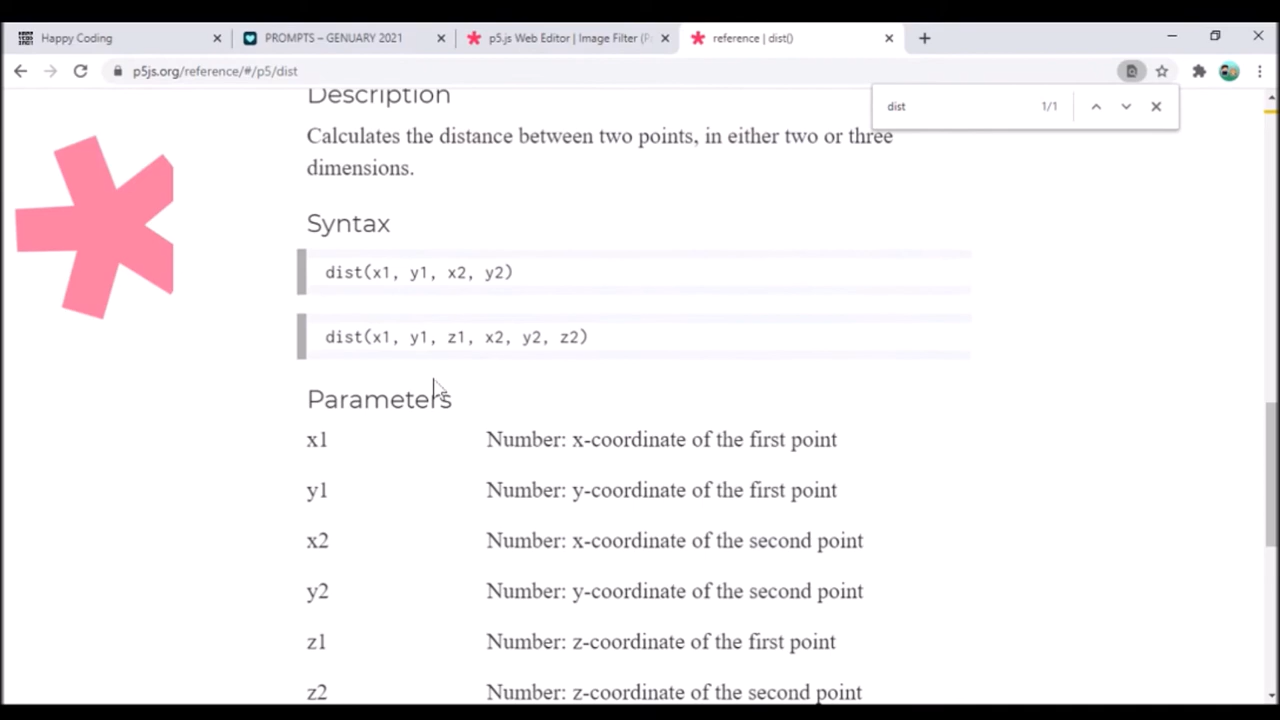 Happy Coding
PROMPTS – GENUARY 2021
p5.js Web Editor | Image Filter (P
reference | dist()
p5js.org/reference/#/p5/dist
dist
1/1
Description
Calculates the distance between two points, in either two or three
dimensions.
Syntax
dist(x1, y1, x2, y2)
dist(x1, y1, z1, x2, y2, z2)
Parameters
x1 Number: x-coordinate of the first point
y1 Number: y-coordinate of the first point
x2 Number: x-coordinate of the second point
y2 Number: y-coordinate of the second point
z1 Number: z-coordinate of the first point
z2 Number: z-coordinate of the second point